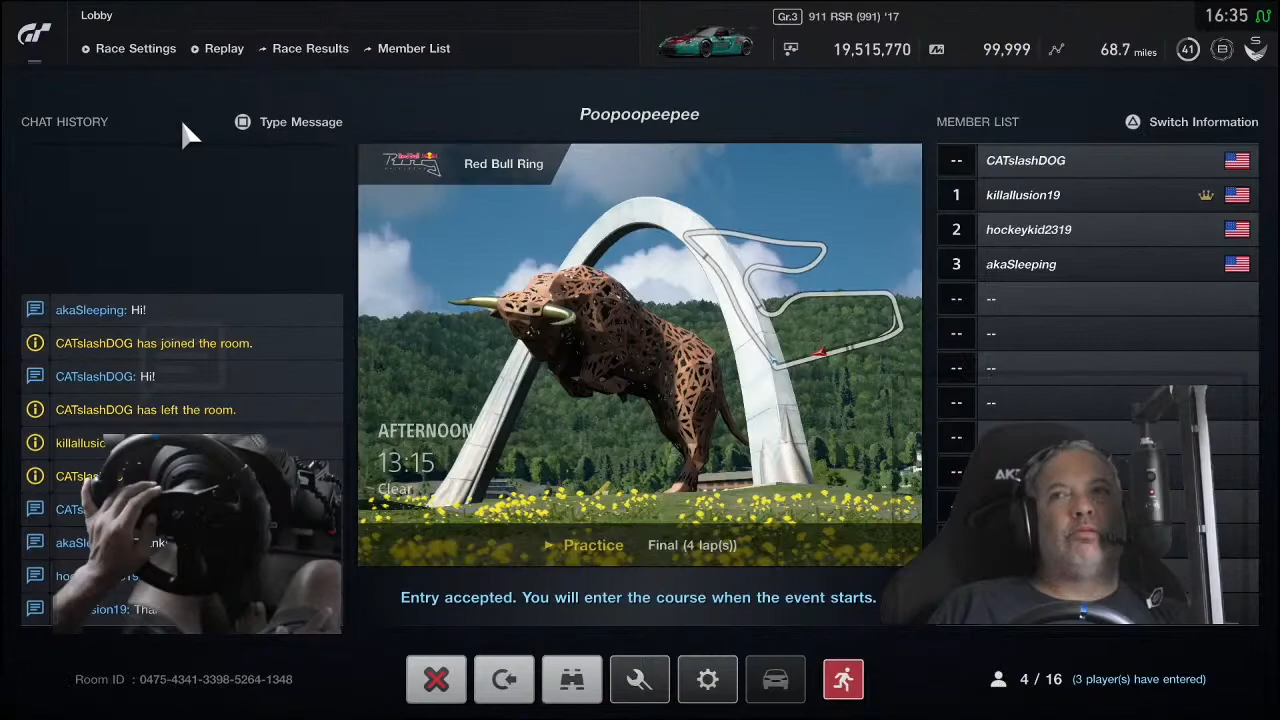 Lobby
Race Settings
Replay
Race Results
Member List
Gr.3
911 RSR (991) '17
19,515,770
99,999
68.7 miles
16:35
41
B
S
CHAT HISTORY
Type Message
akaSleeping: Hi!
CATslashDOG has joined the room.
CATslashDOG: Hi!
CATslashDOG has left the room.
Poopoopeepee
Red Bull Ring
AFTERNOON
13:15
Clear
Practice
Final (4 lap(s))
Entry accepted. You will enter the course when the event starts.
MEMBER LIST
Switch Information
-- CATslashDOG
1 killallusion19
2 hockeykid2319
3 akaSleeping
-- --
-- --
-- --
-- --
--
--
Room ID : 0475-4341-3398-5264-1348
4 / 16
(3 player(s) have entered)